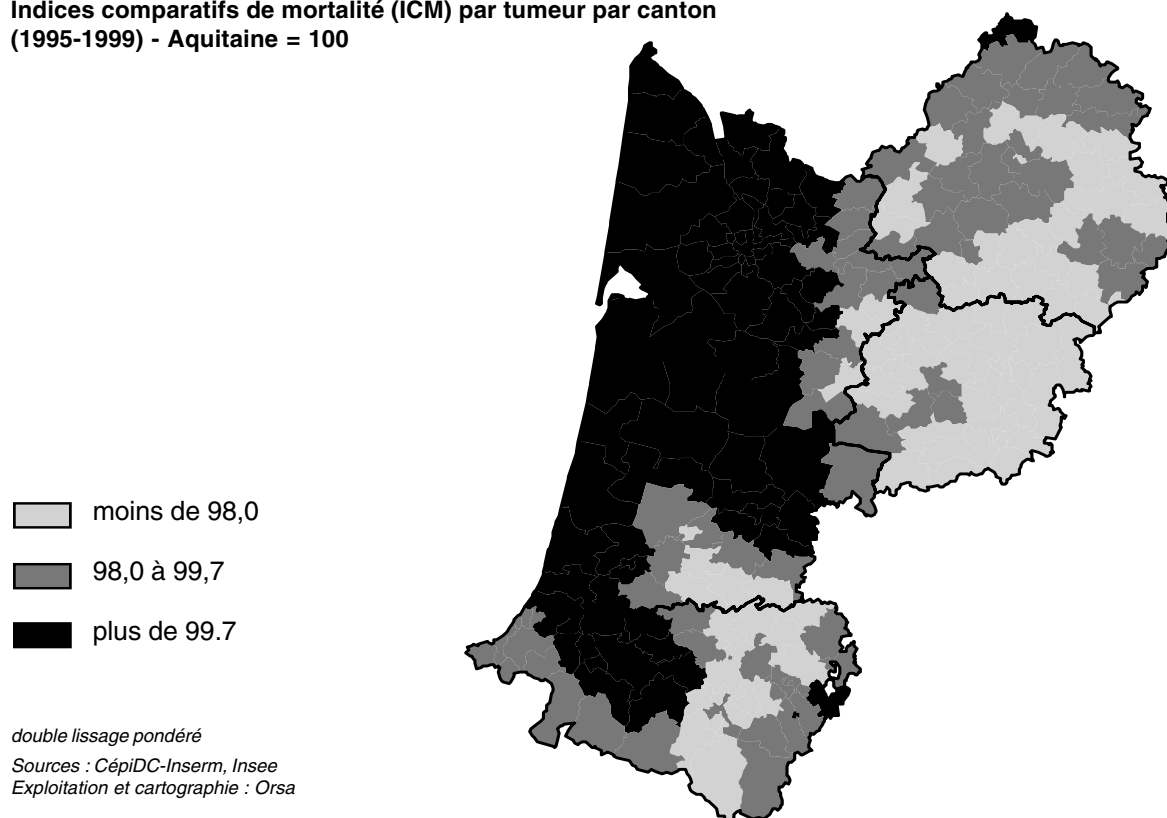 Indices comparatifs de mortalité (ICM) par tumeur par canton
(1995-1999) - Aquitaine = 100
moins de 98,0
98,0 à 99,7
plus de 99.7
double lissage pondéré
Sources : CépiDC-Inserm, Insee
Exploitation et cartographie : Orsa